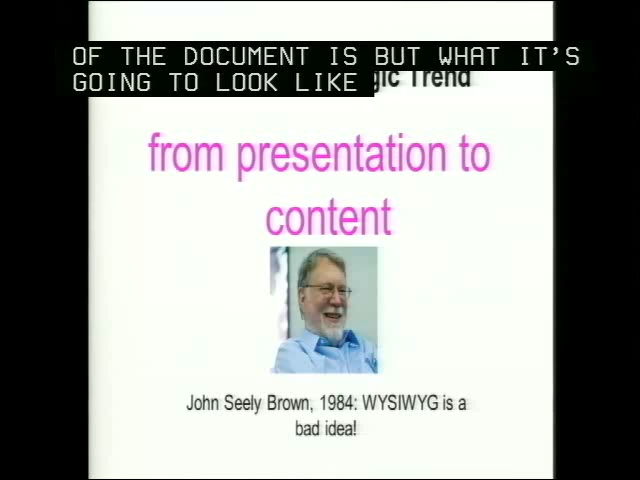 OF THE DOCUMENT IS BUT WHAT IT'S
GOING TO LOOK LIKE
Trend
from presentation to
content
John Seely Brown, 1984: WYSIWYG is a
bad idea!